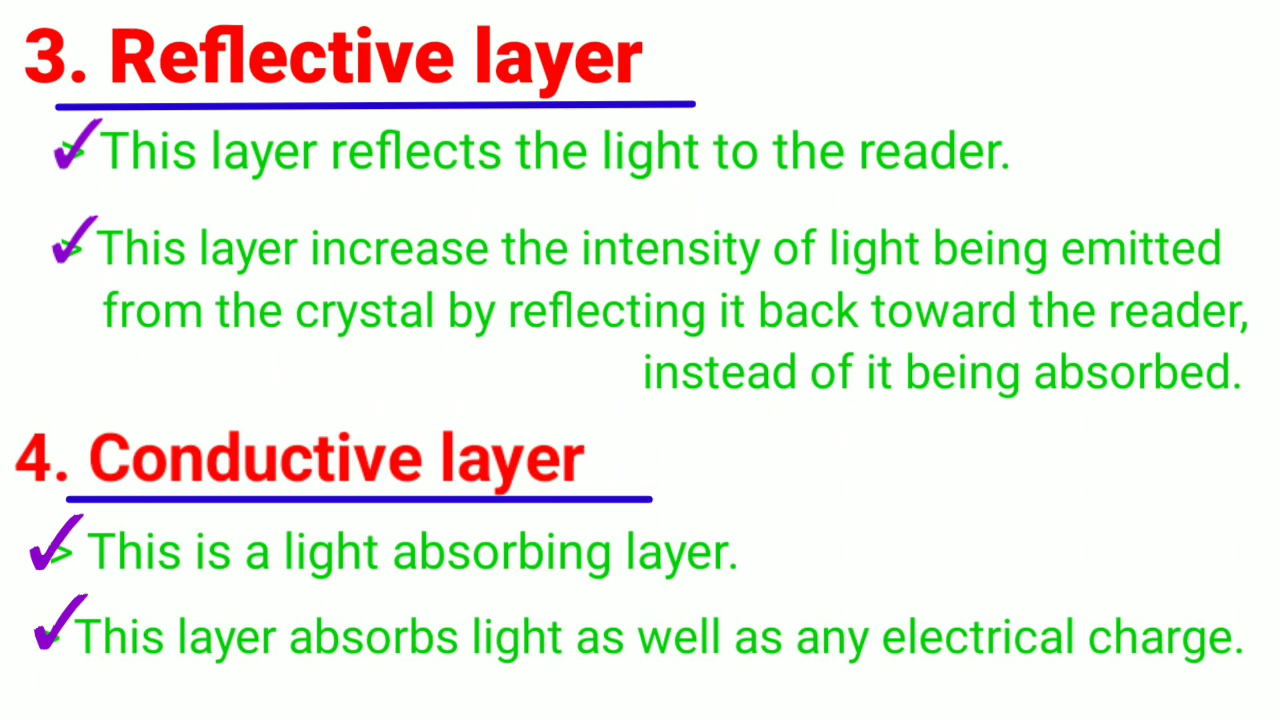 3. Reflective layer
> This layer reflects the light to the reader.
> This layer increase the intensity of light being emitted
from the crystal by reflecting it back toward the reader,
instead of it being absorbed.
4. Conductive layer
> This is a light absorbing layer.
> This layer absorbs light as well as any electrical charge.